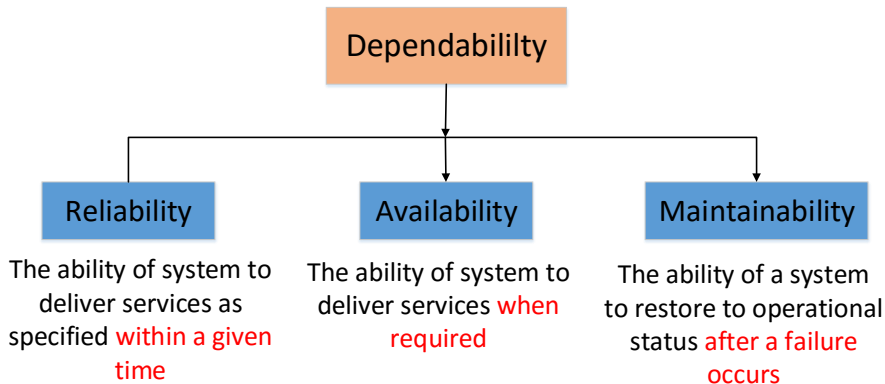 Dependabililty
Reliability
The ability of system to
deliver services as
specified within a given
time
Availability
The ability of system to
deliver services when
required
Maintainability
The ability of a system
to restore to operational
status after a failure
occurs